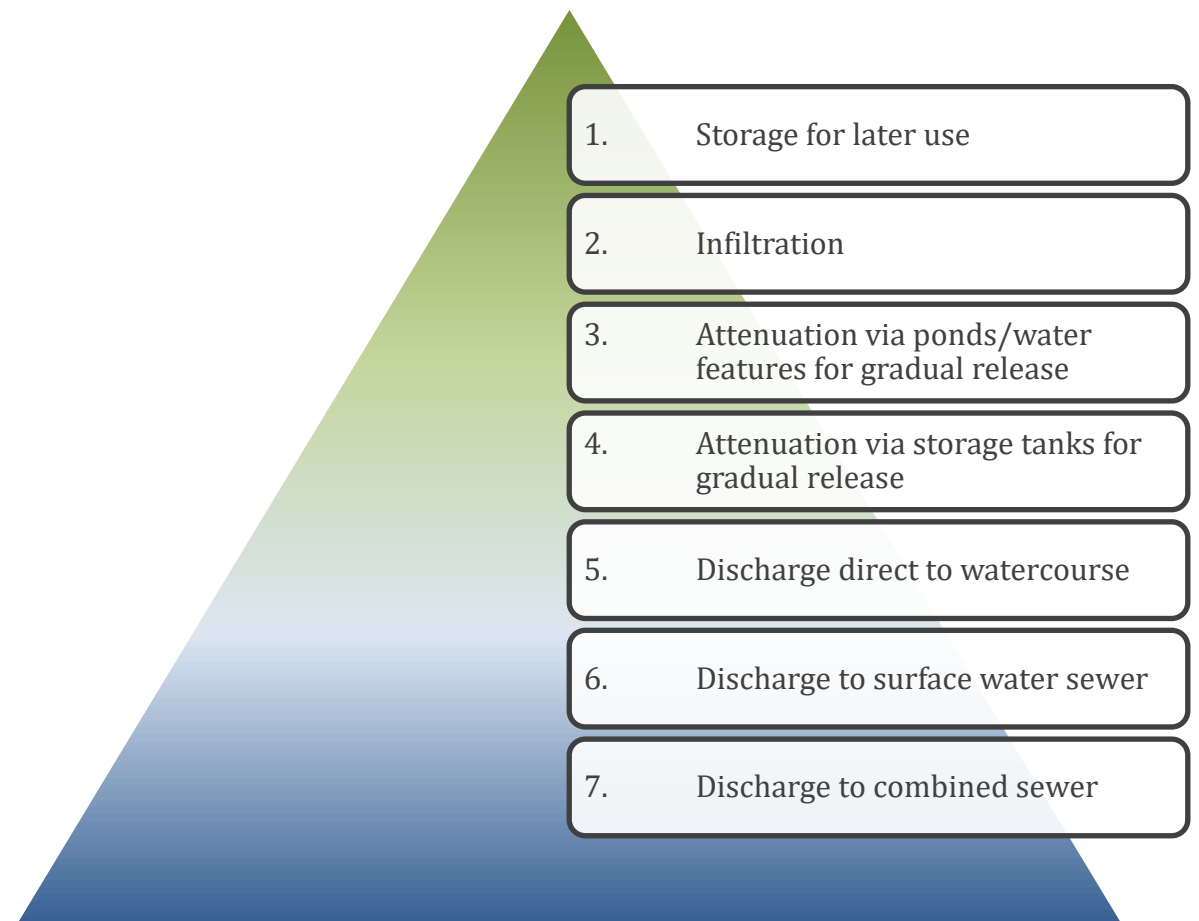 1. Storage for later use
2. Infiltration
3. Attenuation via ponds/water
features for gradual release
4. Attenuation via storage tanks for
gradual release
5. Discharge direct to watercourse
6. Discharge to surface water sewer
7. Discharge to combined sewer